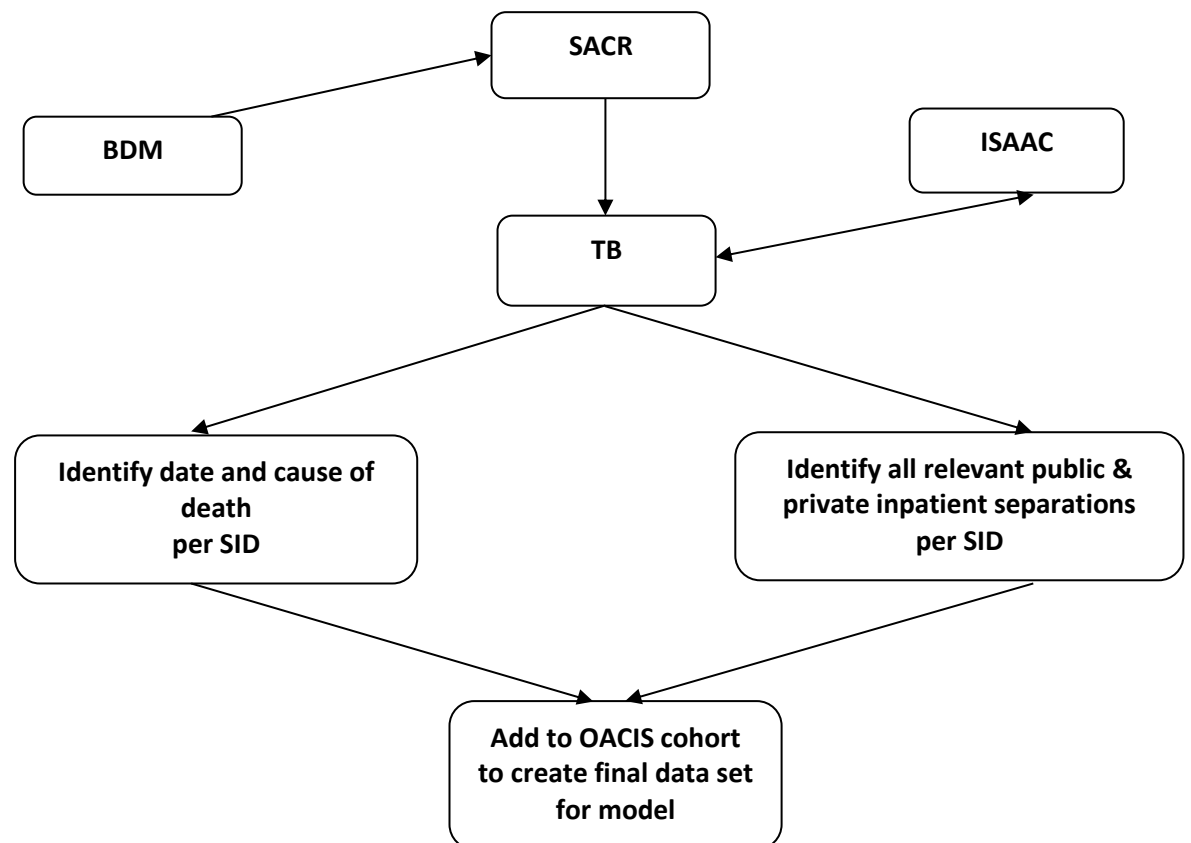 SACR
BDM
ISAAC
TB
Identify date and cause of
death
per SID
Identify all relevant public &
private inpatient separations
per SID
Add to OACIS cohort
to create final data set
for model